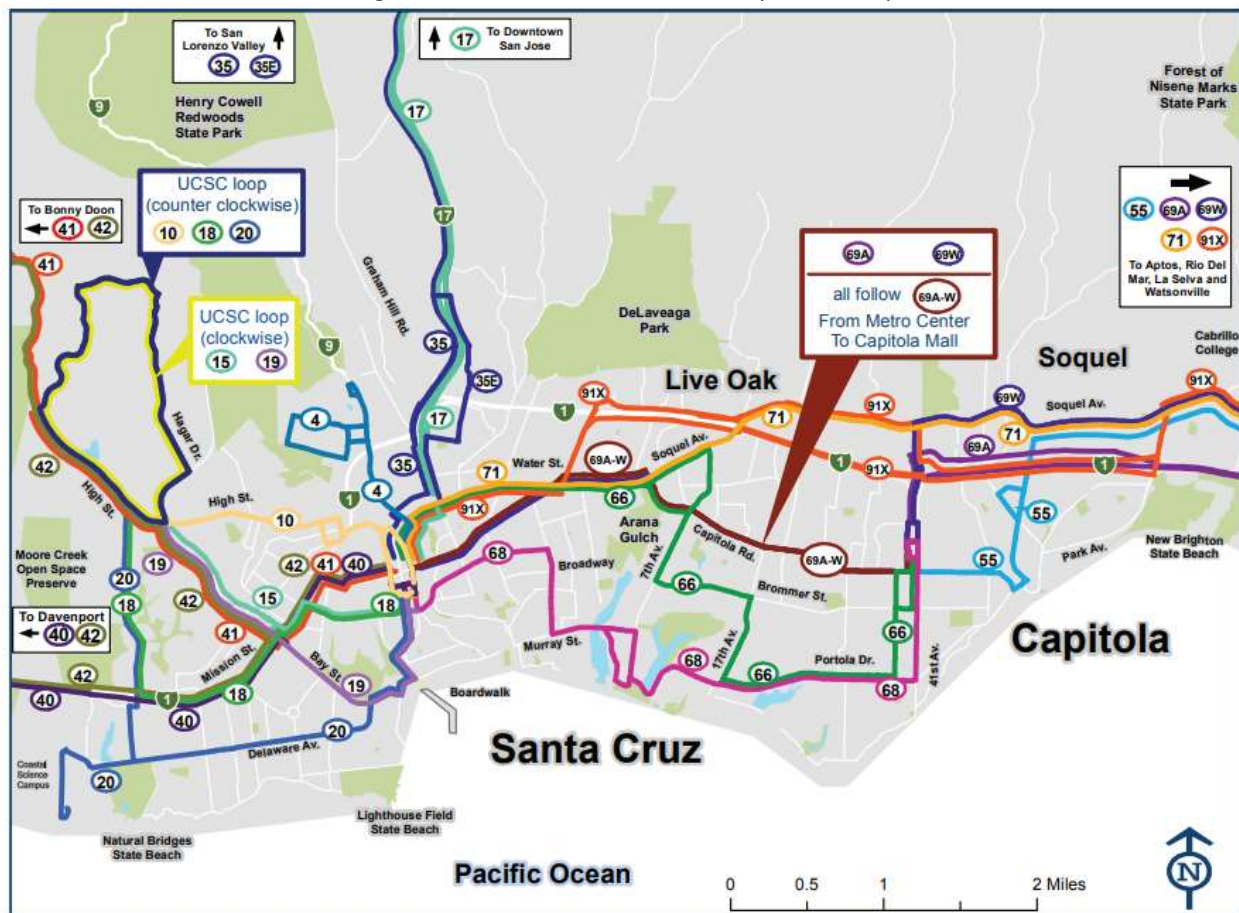 To San
Lorenzo Valley
35 35E
17 To Downtown
San Jose
9
Henry Cowell
Redwoods
State Park
17
Forest of
Nisene Marks
State Park
UCSC loop
(counter clockwise)
10 18 20
To Bonny Doon
41 42
41
17
55 69A 69W
71 91X
To Aptos, Rio Del
Mar, La Selva and
Watsonville
69A 69W
all follow 69A-W
From Metro Center
To Capitola Mall
Graham Hill Rd.
UCSC loop
(clockwise)
15 19
DeLaveaga
Park
9
35
35E
Soquel
Cabrillo
College
Live Oak
91X
1
91X
69W
Soquel Av.
91X
4
Hagar Dr.
17
71
71
69A
42
High St.
35
Water St.
69A-W
Soquel Av.
1
91X
1
4
1
71
91X
66
High St.
10
Arana
Gulch
55
Moore Creek
Open Space
Preserve
19
42
41
40
68
Broadway
Capitola Rd.
69A-W
Park Av.
New Brighton
State Beach
20
18
42
15
18
7th Av.
66
Brommer St.
55
To Davenport
40 42
41
Mission St.
Bay St.
Murray St.
66
Capitola
42
1
18
19
68
17th Av.
66
Portola Dr.
68
41st Av.
40
40
Boardwalk
20
Delaware Av.
Santa Cruz
Coastal
Science
Campus
20
Lighthouse Field
State Beach
Natural Bridges
State Beach
Pacific Ocean
0 0.5 1 2 Miles
N